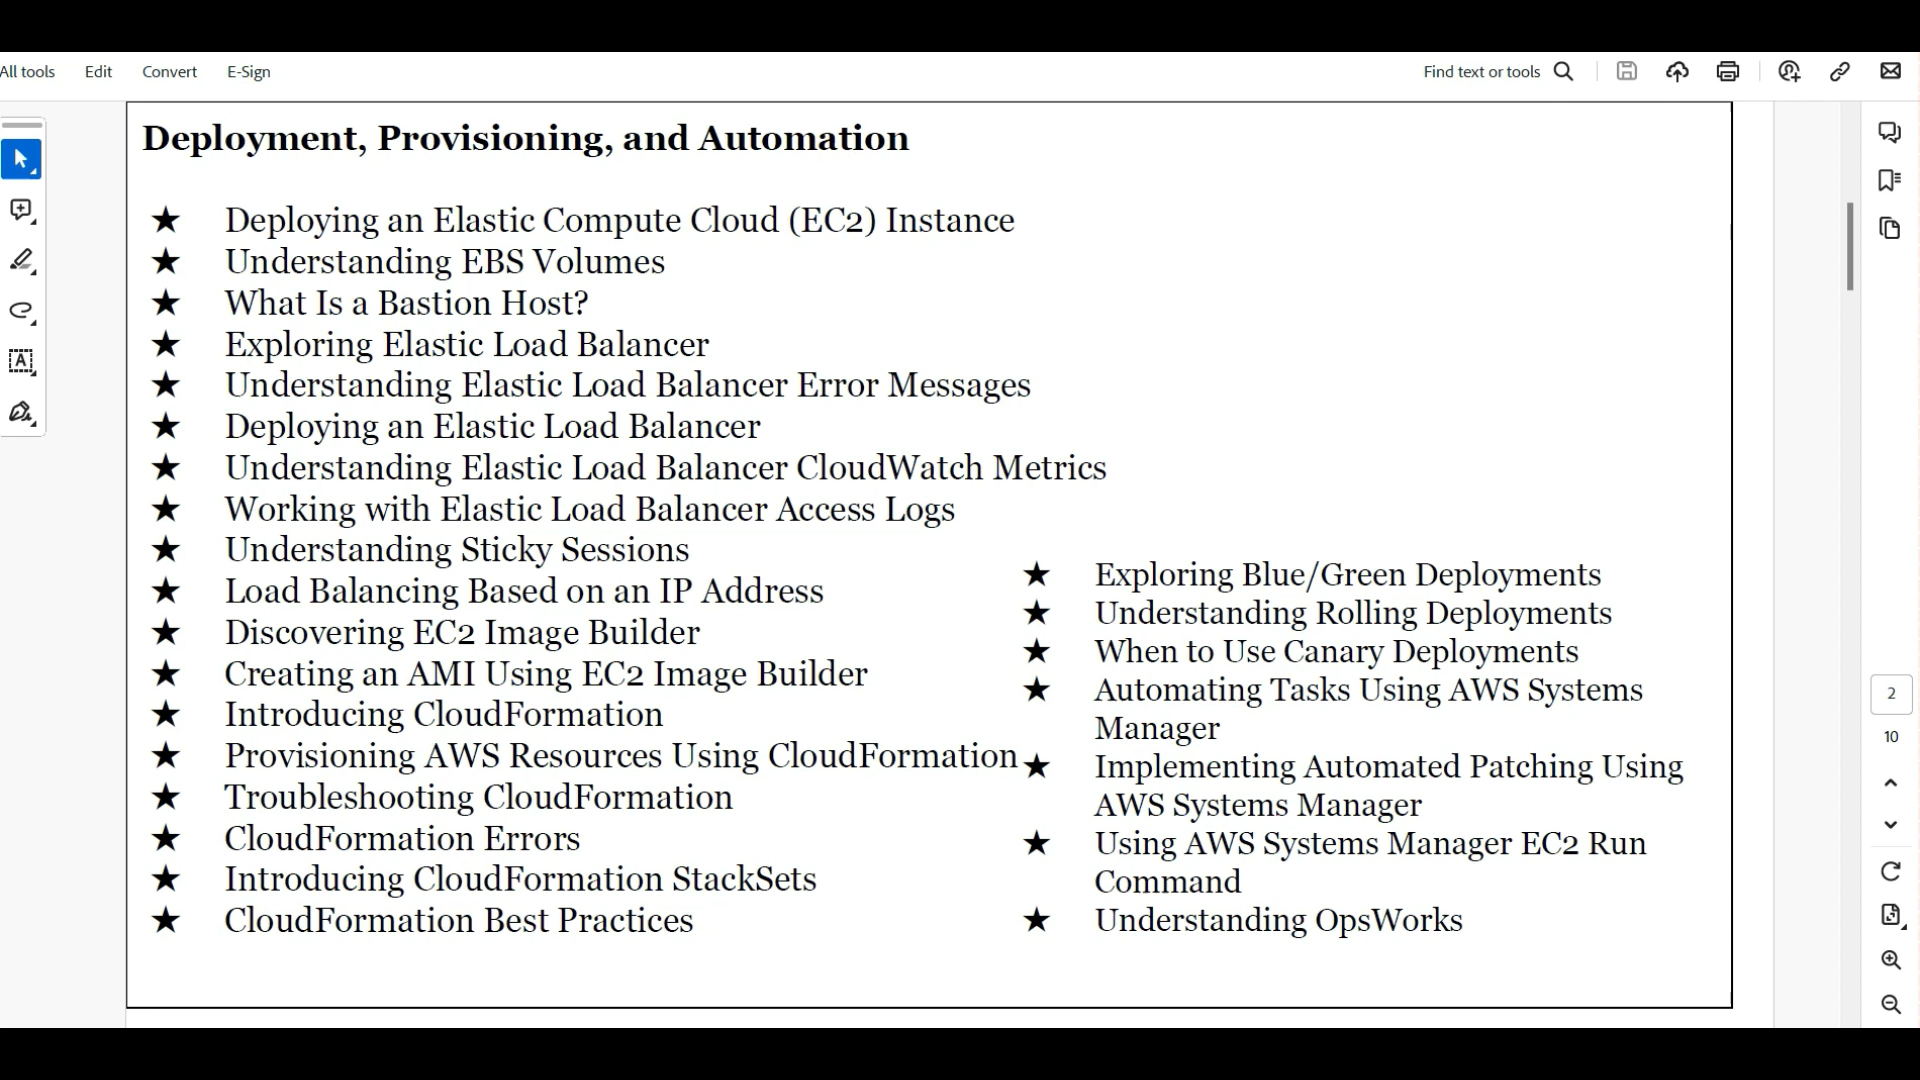 All tools Edit Convert E-Sign Find text or tools
Deployment, Provisioning, and Automation
★ Deploying an Elastic Compute Cloud (EC2) Instance
★ Understanding EBS Volumes
★ What Is a Bastion Host?
★ Exploring Elastic Load Balancer
★ Understanding Elastic Load Balancer Error Messages
★ Deploying an Elastic Load Balancer
★ Understanding Elastic Load Balancer CloudWatch Metrics
★ Working with Elastic Load Balancer Access Logs
★ Understanding Sticky Sessions
★ Load Balancing Based on an IP Address
★ Discovering EC2 Image Builder
★ Creating an AMI Using EC2 Image Builder
★ Introducing CloudFormation
★ Provisioning AWS Resources Using CloudFormation
★ Troubleshooting CloudFormation
★ CloudFormation Errors
★ Introducing CloudFormation StackSets
★ CloudFormation Best Practices
★ Exploring Blue/Green Deployments
★ Understanding Rolling Deployments
★ When to Use Canary Deployments
★ Automating Tasks Using AWS Systems
Manager
★ Implementing Automated Patching Using
AWS Systems Manager
★ Using AWS Systems Manager EC2 Run
Command
★ Understanding OpsWorks
2
10